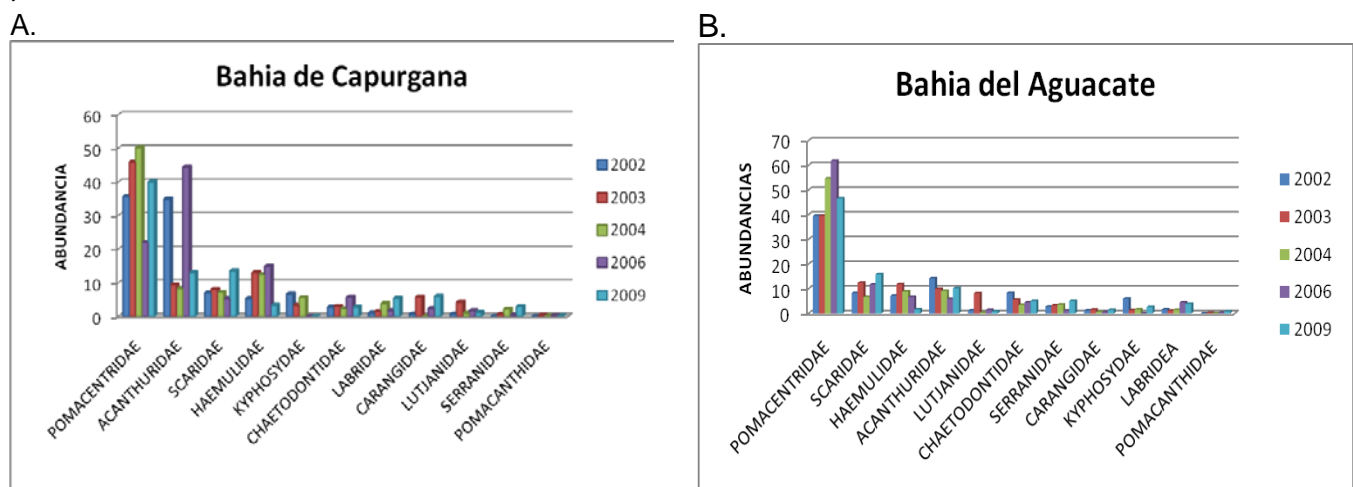 A.
B.
Bahia de Capurgana
ABUNDANCIA
60
50
40
30
20
10
0
POMACENTRIDAE
ACANTHURIDAE
SCARIDAE
HAEMULIDAE
KYPHOSYDAE
CHAETODONTIDAE
LABRIDAE
CARANGIDAE
LUTJANIDAE
SERRANIDAE
POMACANTHIDAE
2002
2003
2004
2006
2009
Bahia del Aguacate
ABUNDANCIAS
70
60
50
40
30
20
10
0
POMACENTRIDAE
SCARIDAE
HAEMULIDAE
ACANTHURIDAE
LUTJANIDAE
CHAETODONTIDAE
SERRANIDAE
CARANGIDAE
KYPHOSYDAE
LABRIDEA
POMACANTHIDAE
2002
2003
2004
2006
2009